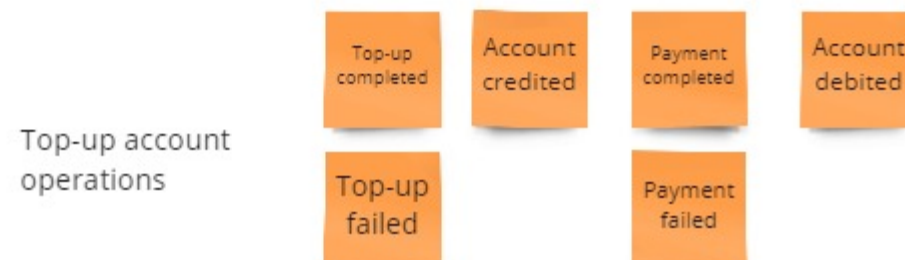 Top-up
completed
Account
credited
Payment
completed
Account
debited
Top-up account
operations
Top-up
failed
Payment
failed